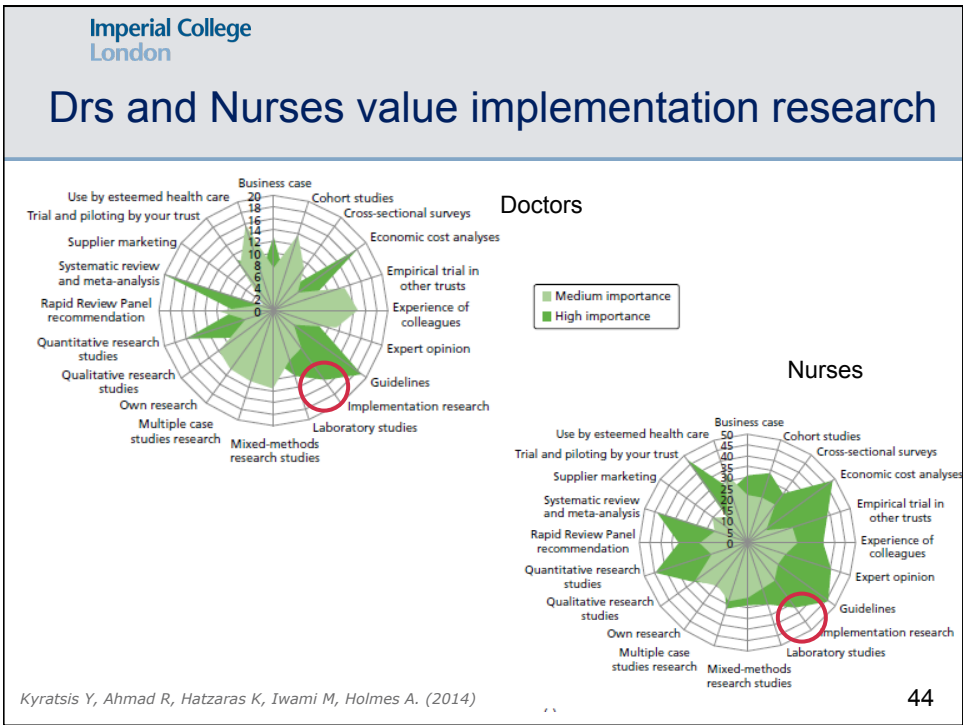 Imperial College
London
Drs and Nurses value implementation research
Doctors
Business case
Cohort studies
Cross-sectional surveys
Economic cost analyses
Empirical trial in
other trusts
Experience of
colleagues
Expert opinion
Guidelines
Implementation research
Laboratory studies
Mixed-methods
research studies
Multiple case
studies research
Own research
Qualitative research
studies
Quantitative research
studies
Rapid Review Panel
recommendation
Systematic review
and meta-analysis
Supplier marketing
Trial and piloting by your trust
Use by esteemed health care
20
18
16
14
12
10
8
6
4
2
0
Medium importance
High importance
Nurses
Business case
Cohort studies
Cross-sectional surveys
Economic cost analyses
Empirical trial in
other trusts
Experience of
colleagues
Expert opinion
Guidelines
Implementation research
Laboratory studies
Mixed-methods
research studies
Multiple case
studies research
Own research
Qualitative research
studies
Quantitative research
studies
Rapid Review Panel
recommendation
Systematic review
and meta-analysis
Supplier marketing
Trial and piloting by your trust
Use by esteemed health care
50
45
40
35
30
25
20
15
10
5
0
Kyratsis Y, Ahmad R, Hatzaras K, Iwami M, Holmes A. (2014)
44